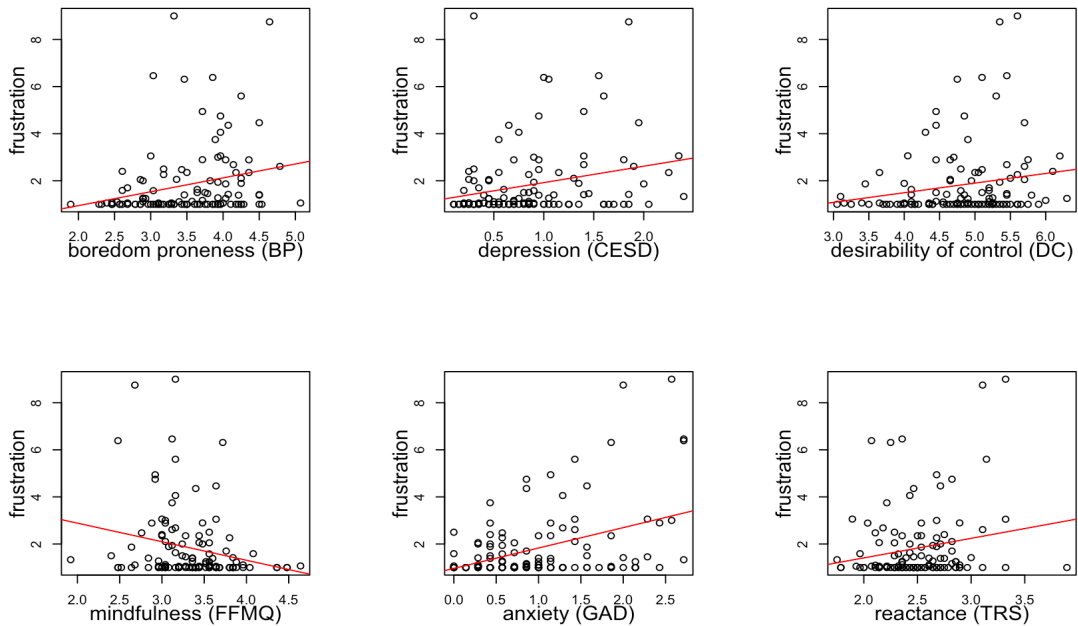 frustration
2 4 6 8
2.0 2.5 3.0 3.5 4.0 4.5 5.0
boredom proneness (BP)
frustration
2 4 6 8
0.0 0.5 1.0 1.5 2.0
depression (CESD)
frustration
2 4 6 8
3.0 3.5 4.0 4.5 5.0 5.5 6.0
desirability of control (DC)
frustration
2 4 6 8
2.0 2.5 3.0 3.5 4.0 4.5
mindfulness (FFMQ)
frustration
2 4 6 8
0.0 0.5 1.0 1.5 2.0 2.5
anxiety (GAD)
frustration
2 4 6 8
2.0 2.5 3.0 3.5
reactance (TRS)